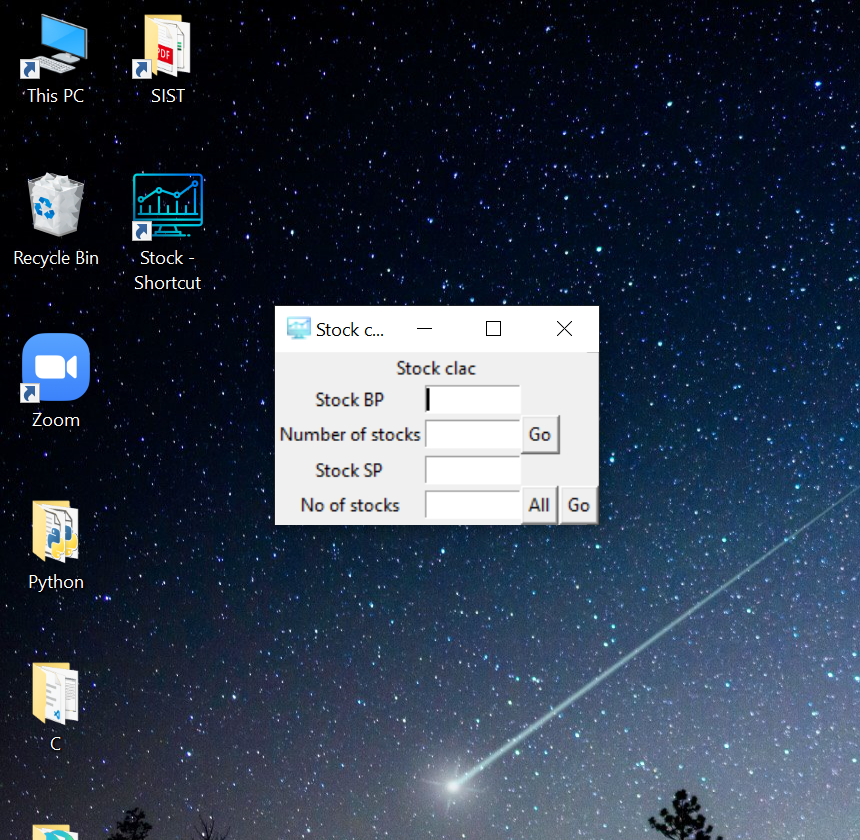 This PC
SIST
PDF
Recycle Bin
Stock -
Shortcut
Zoom
Python
C
Stock c...
Stock clac
Stock BP
Number of stocks
Go
Stock SP
No of stocks
All
Go